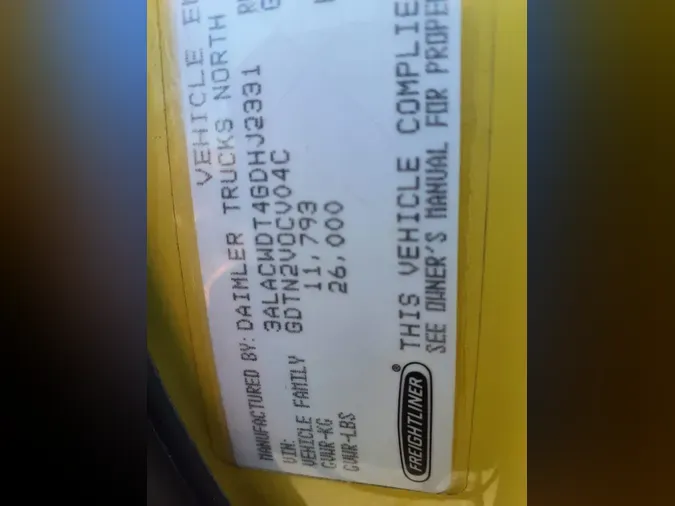 VEHICLE
MANUFACTURED BY: DAIMLER TRUCKS NORTH
VIN: 3ALACWDT4GDHJ2331
VEHICLE FAMILY GDTN2VOCV04C
GVWR-KG 11,793
GVWR-LBS 26,000
FREIGHTLINER®
THIS VEHICLE COMPLIE
SEE OWNER'S MANUAL FOR PROPE